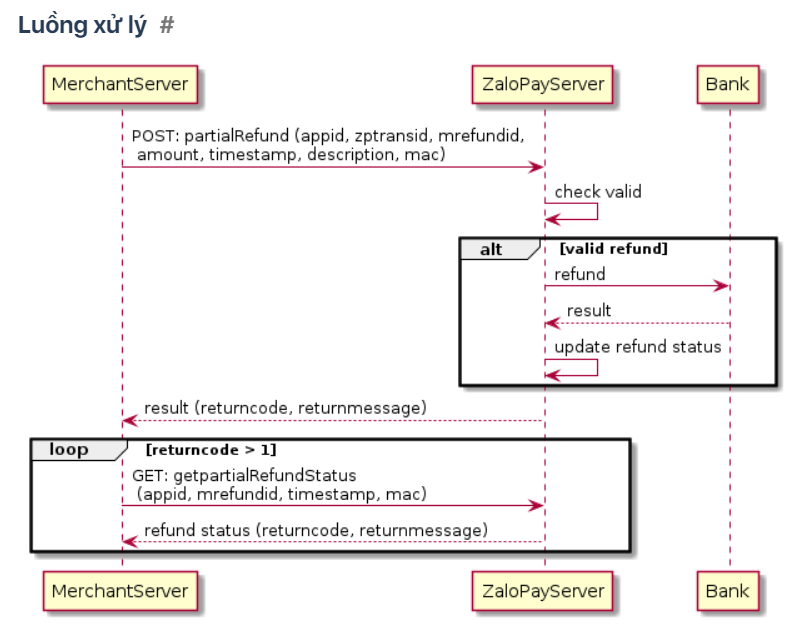 Luồng xử lý #
MerchantServer
ZaloPayServer
Bank
POST: partialRefund (appid, zptransid, mrefundid,
amount, timestamp, description, mac)
check valid
alt
[valid refund]
refund
result
update refund status
result (returncode, returnmessage)
loop
[returncode > 1]
GET: getpartialRefundStatus
(appid, mrefundid, timestamp, mac)
refund status (returncode, returnmessage)
MerchantServer
ZaloPayServer
Bank